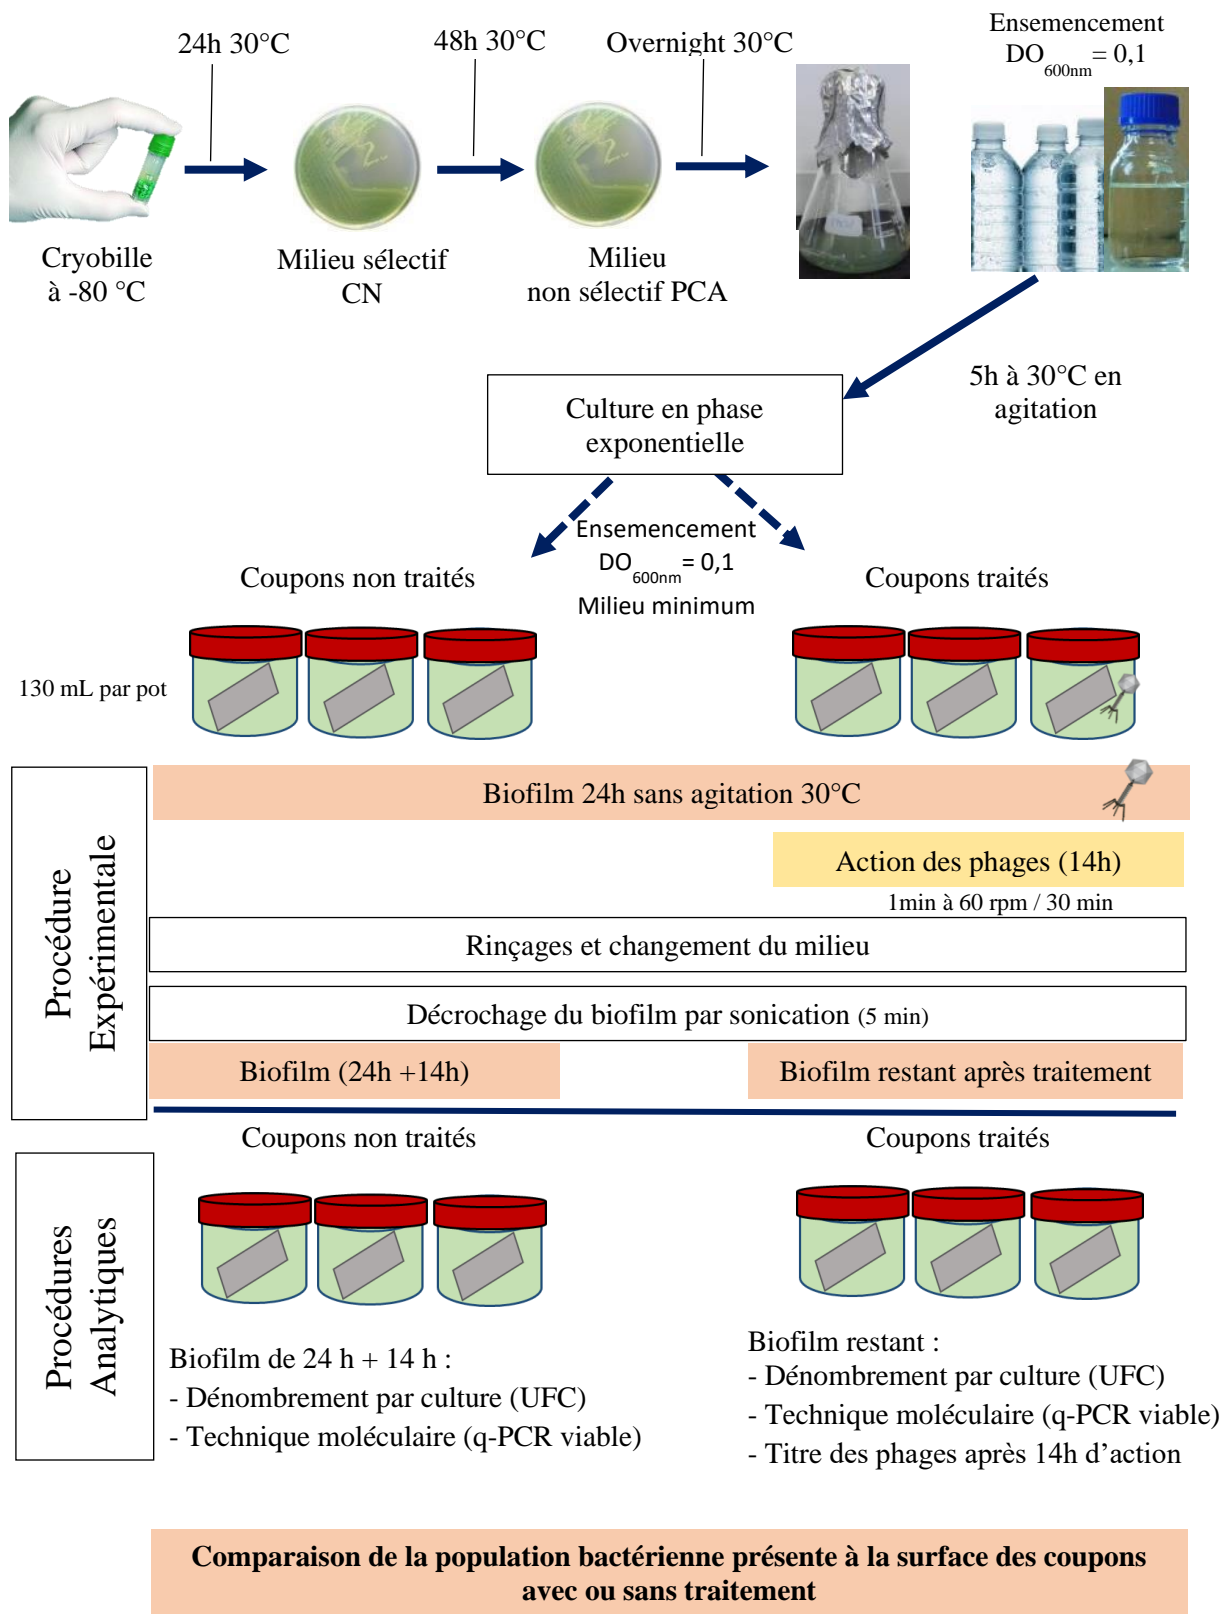 24h 30°C
48h 30°C
Overnight 30°C
Ensemencement
DO600nm= 0,1
Cryobille
à -80 °C
Milieu sélectif
CN
Milieu
non sélectif PCA
5h à 30°C en
agitation
Culture en phase
exponentielle
Ensemencement
DO600nm= 0,1
Milieu minimum
Coupons non traités
Coupons traités
130 mL par pot
Procédure
Expérimentale
Biofilm 24h sans agitation 30°C
Action des phages (14h)
1min à 60 rpm / 30 min
Rinçages et changement du milieu
Décrochage du biofilm par sonication (5 min)
Biofilm (24h +14h)
Biofilm restant après traitement
Procédures
Analytiques
Coupons non traités
Coupons traités
Biofilm de 24 h + 14 h :
- Dénombrement par culture (UFC)
- Technique moléculaire (q-PCR viable)
Biofilm restant :
- Dénombrement par culture (UFC)
- Technique moléculaire (q-PCR viable)
- Titre des phages après 14h d’action
Comparaison de la population bactérienne présente à la surface des coupons
avec ou sans traitement